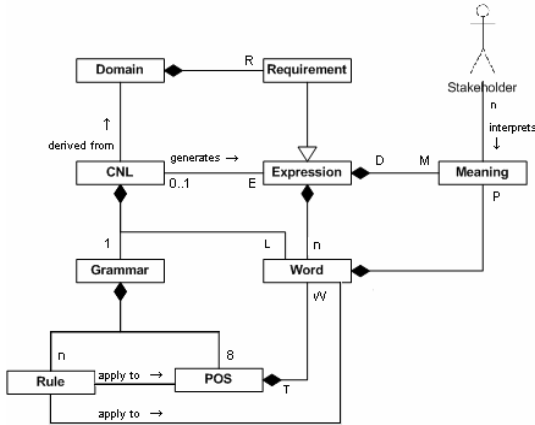 Domain
R
Requirement
Stakeholder
n
interprets
↓
↑
derived from
generates →
CNL
0..1
E
Expression
D
M
Meaning
P
1
L
n
Grammar
Word
W
n
8
Rule
apply to →
POS
T
apply to →